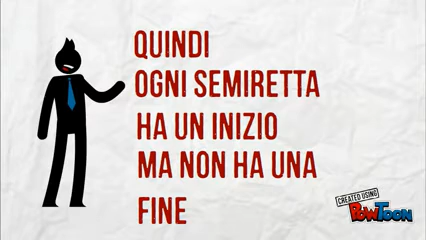 QUINDI
OGNI SEMIRETTA
HA UN INIZIO
MA NON HA UNA
FINE
CREATED USING
POWTOON